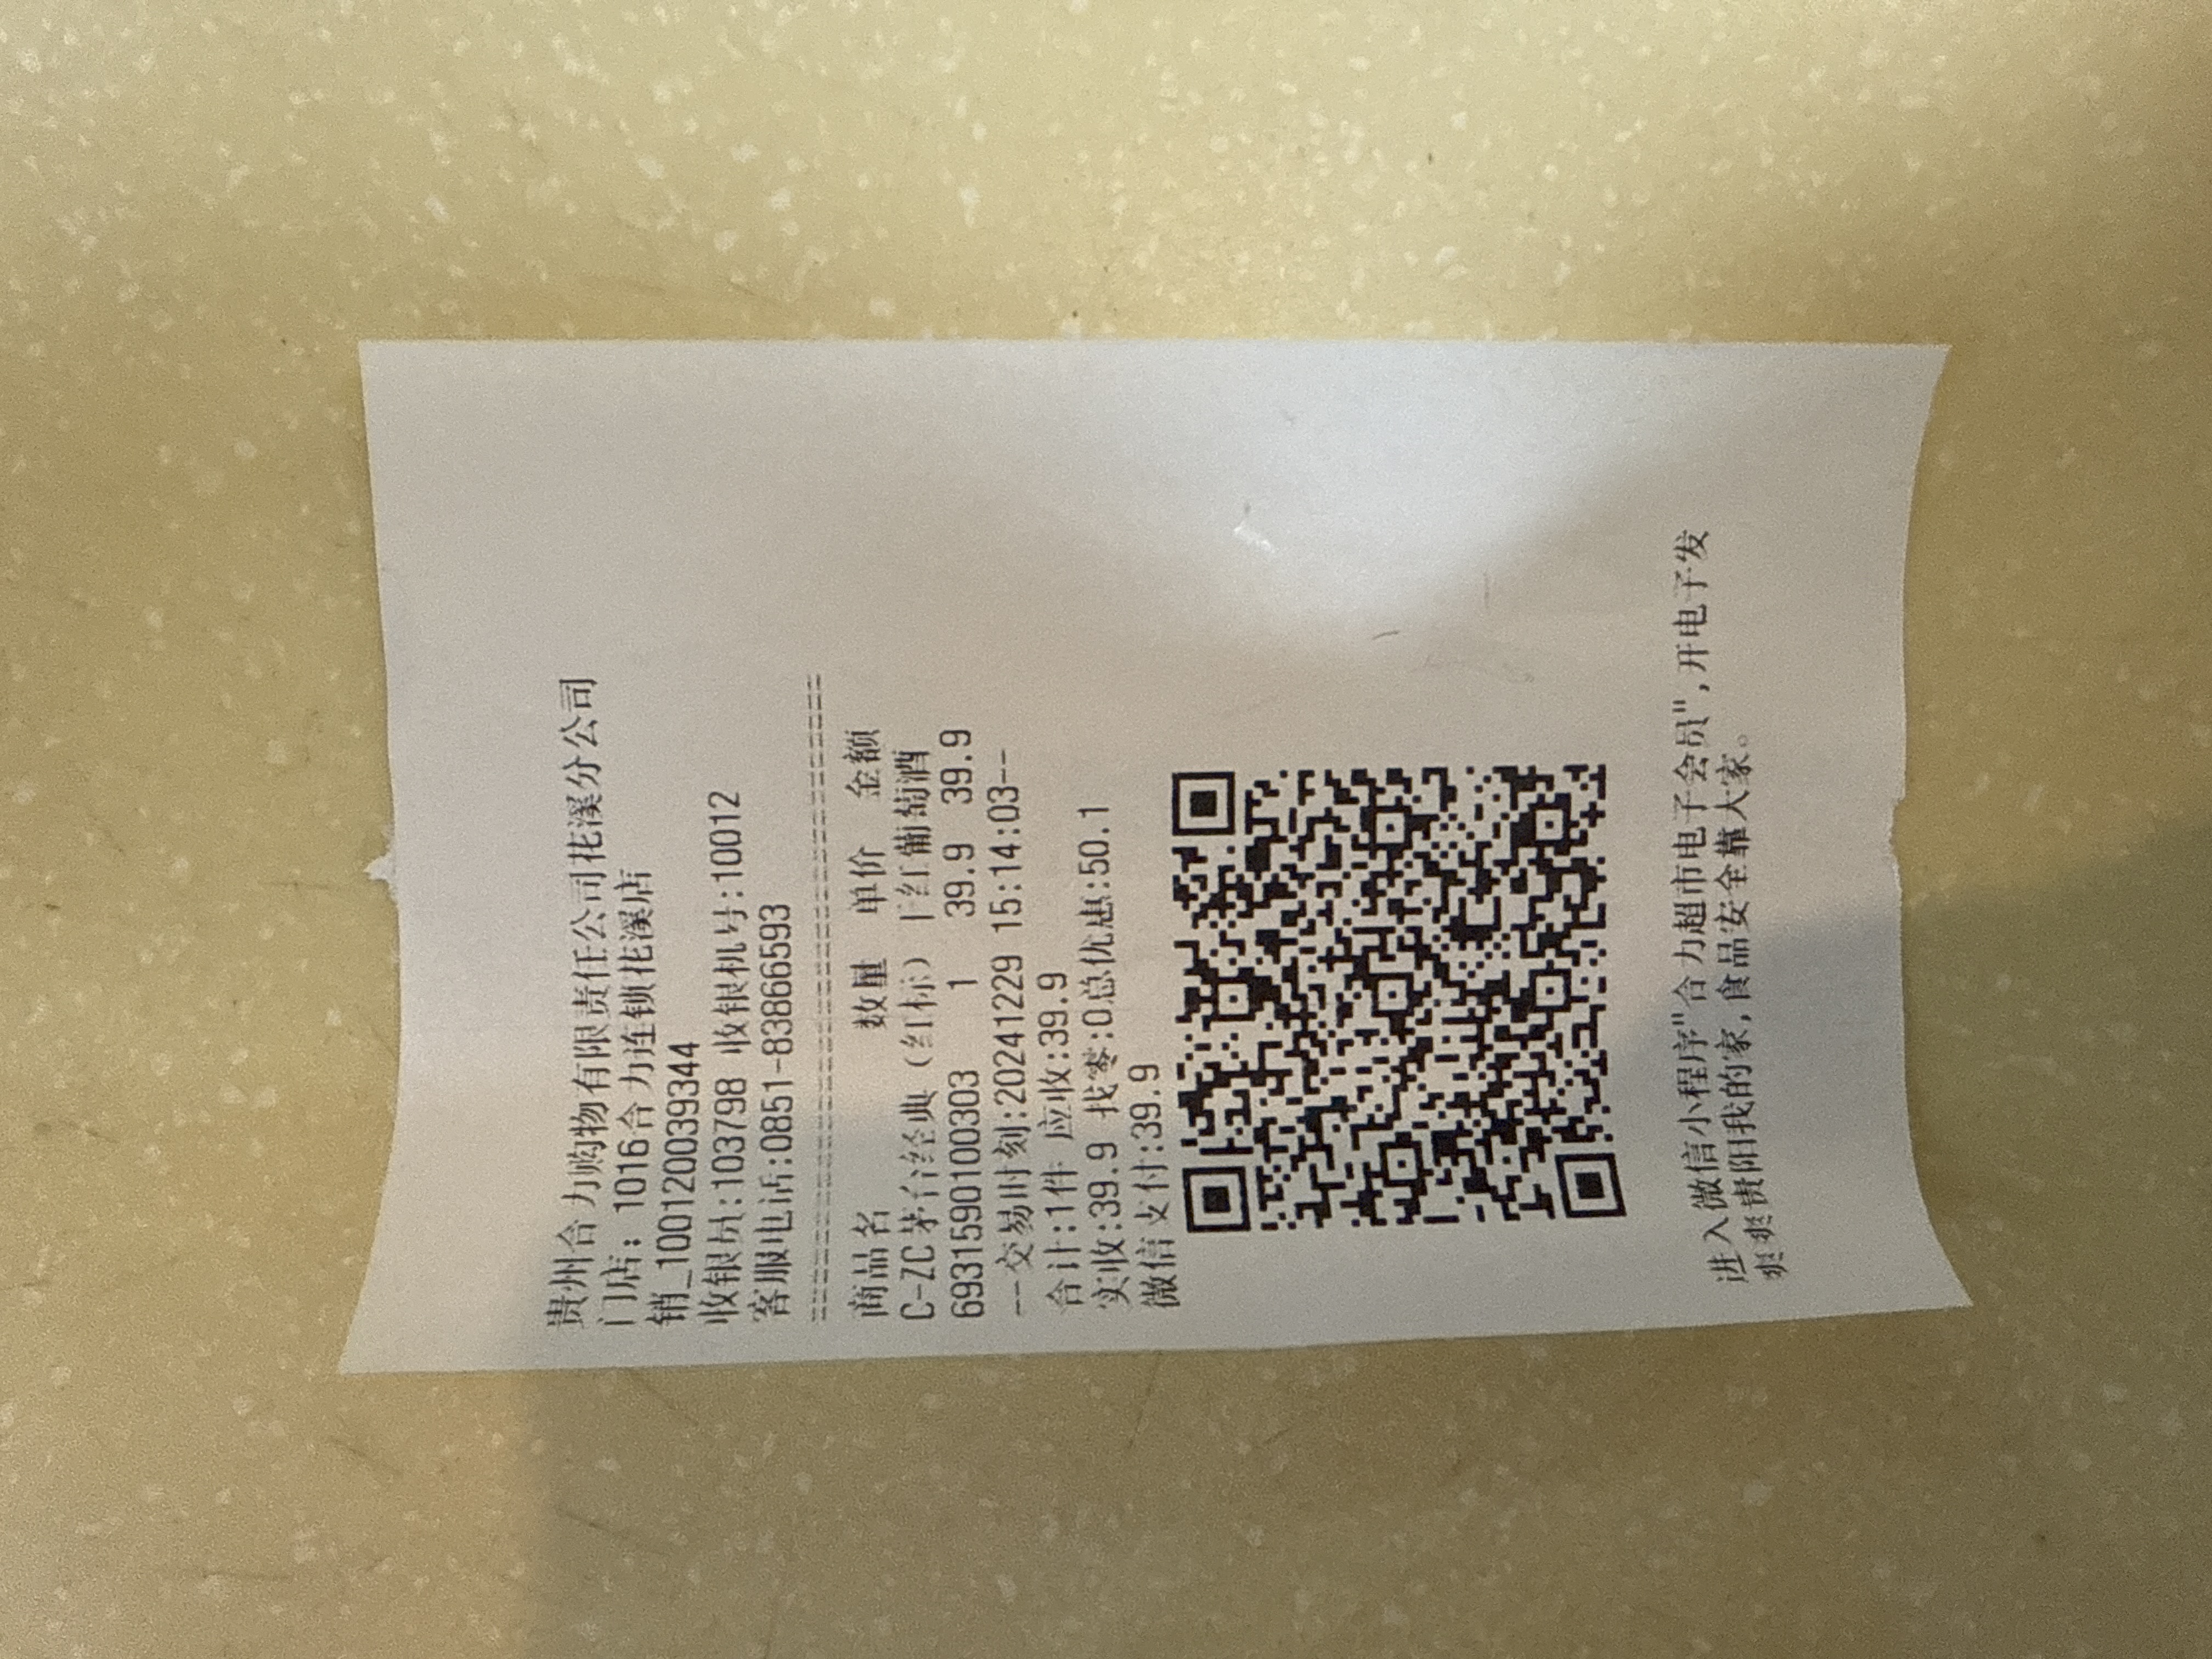 贵州合力购物有限责任公司花溪分公司
门店：1016合力连锁花溪店
销_1001200039344
收银员:103798 收银机号:10012
客服电话:0851-83866593
========================================
商品名 数量 单价 金额
C-ZC茅台经典（红标）干红葡萄酒
6931590100303 1 39.9 39.9
--交易时刻:20241229 15:14:03--
合计:1件 应收:39.9
实收:39.9 找零:0总优惠:50.1
微信支付:39.9
进入微信小程序"合力超市电子会员",开电子发
爽爽贵阳我的家,食品安全靠大家。